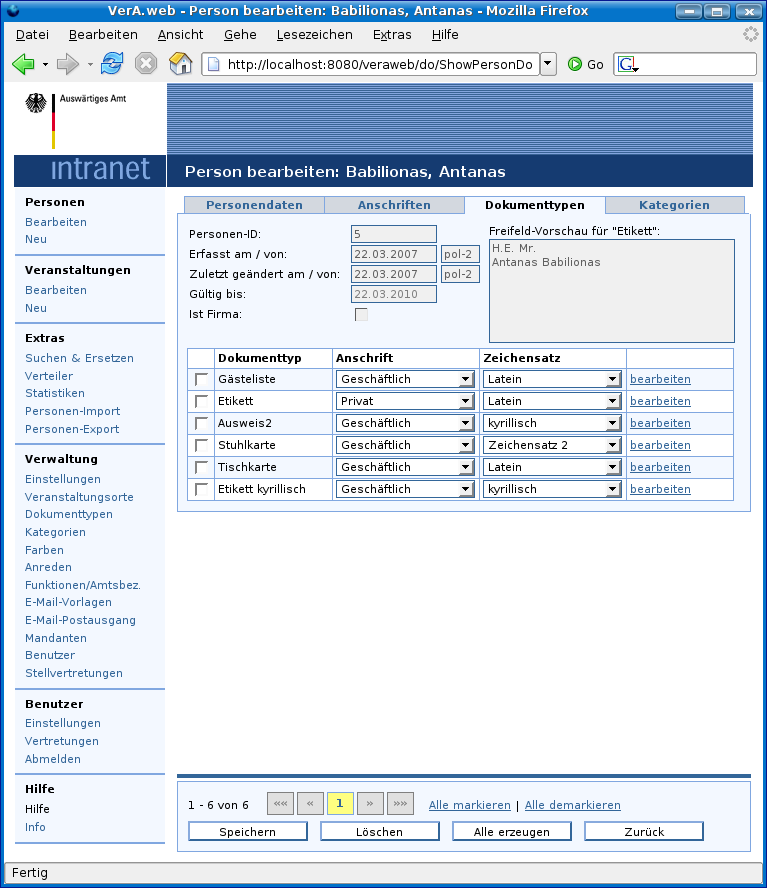 VerA.web - Person bearbeiten: Babilionas, Antanas - Mozilla Firefox
Datei Bearbeiten Ansicht Gehe Lesezeichen Extras Hilfe
http://localhost:8080/veraweb/do/ShowPersonDo Go G
Auswärtiges Amt
intranet
Person bearbeiten: Babilionas, Antanas
Personen
Bearbeiten
Neu
Veranstaltungen
Bearbeiten
Neu
Extras
Suchen & Ersetzen
Verteiler
Statistiken
Personen-Import
Personen-Export
Verwaltung
Einstellungen
Veranstaltungsorte
Dokumenttypen
Kategorien
Farben
Anreden
Funktionen/Amtsbez.
E-Mail-Vorlagen
E-Mail-Postausgang
Mandanten
Benutzer
Stellvertretungen
Benutzer
Einstellungen
Vertretungen
Abmelden
Hilfe
Hilfe
Info
Personendaten Anschriften Dokumenttypen Kategorien
Personen-ID: 5
Erfasst am / von: 22.03.2007 pol-2
Zuletzt geändert am / von: 22.03.2007 pol-2
Gültig bis: 22.03.2010
Ist Firma:
Freifeld-Vorschau für "Etikett":
H.E. Mr.
Antanas Babilionas
Dokumenttyp Anschrift Zeichensatz
Gästeliste Geschäftlich Latein bearbeiten
Etikett Privat Latein bearbeiten
Ausweis2 Geschäftlich kyrillisch bearbeiten
Stuhlkarte Geschäftlich Zeichensatz 2 bearbeiten
Tischkarte Geschäftlich Latein bearbeiten
Etikett kyrillisch Geschäftlich kyrillisch bearbeiten
1 - 6 von 6 «« « 1 » »» Alle markieren | Alle demarkieren
Speichern Löschen Alle erzeugen Zurück
Fertig